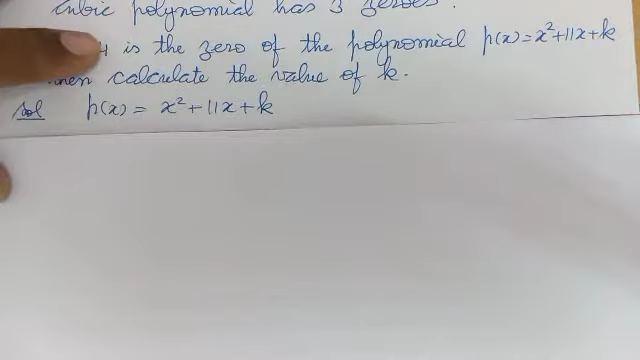 cubic polynomial has 3 zeroes.
4 is the zero of the polynomial p(x)=x²+11x+k
then calculate the value of k.
Sol p(x) = x²+11x+k